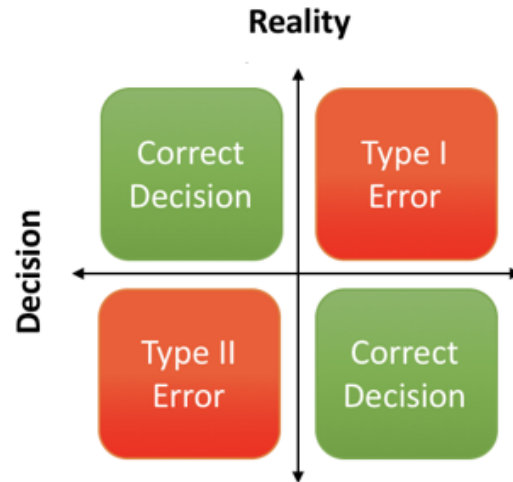 Reality
Correct
Decision
Type I
Error
Decision
Type II
Error
Correct
Decision